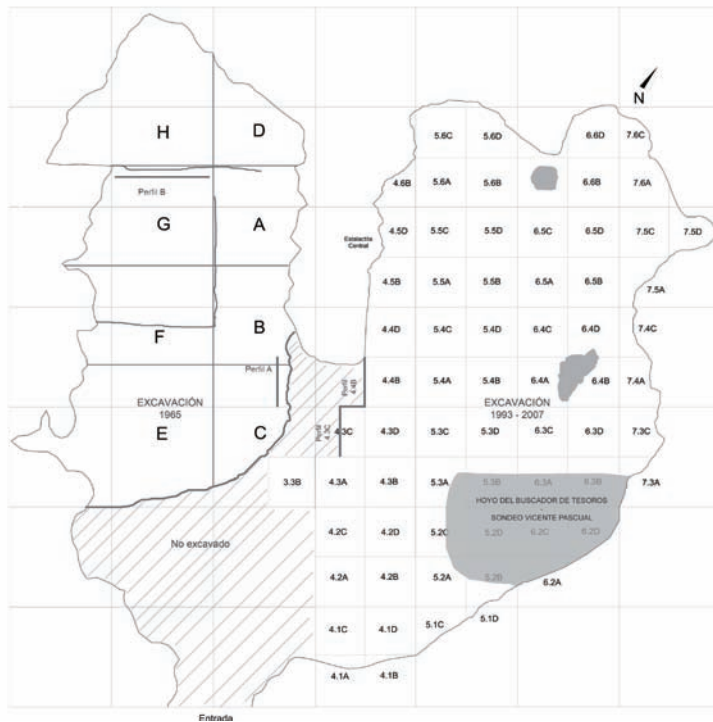 N
H D
5.6C 5.6D 6.6D 7.6C
Perfil B
4.6B 5.6A 5.6B 6.6B 7.6A
G A
Estalactita
Central
4.5D 5.5C 5.5D 6.5C 6.5D 7.5C 7.5D
4.5B 5.5A 5.5B 6.5A 6.5B 7.5A
F B
4.4D 5.4C 5.4D 6.4C 6.4D 7.4C
Perfil A
Perfil
4.4B
4.4B 5.4A 5.4B 6.4A 6.4B 7.4A
EXCAVACIÓN
1965
EXCAVACIÓN
1993 - 2007
E C
Perfil
4.3C
4.3C 4.3D 5.3C 5.3D 6.3C 6.3D 7.3C
3.3B 4.3A 4.3B 5.3A 5.3B 6.3A 6.3B 7.3A
HOYO DEL BUSCADOR DE TESOROS
-
SONDEO VICENTE PASCUAL
No excavado
4.2C 4.2D 5.2C 5.2D 6.2C 6.2D
4.2A 4.2B 5.2A 5.2B 6.2A
4.1C 4.1D 5.1C 5.1D
4.1A 4.1B
Entrada